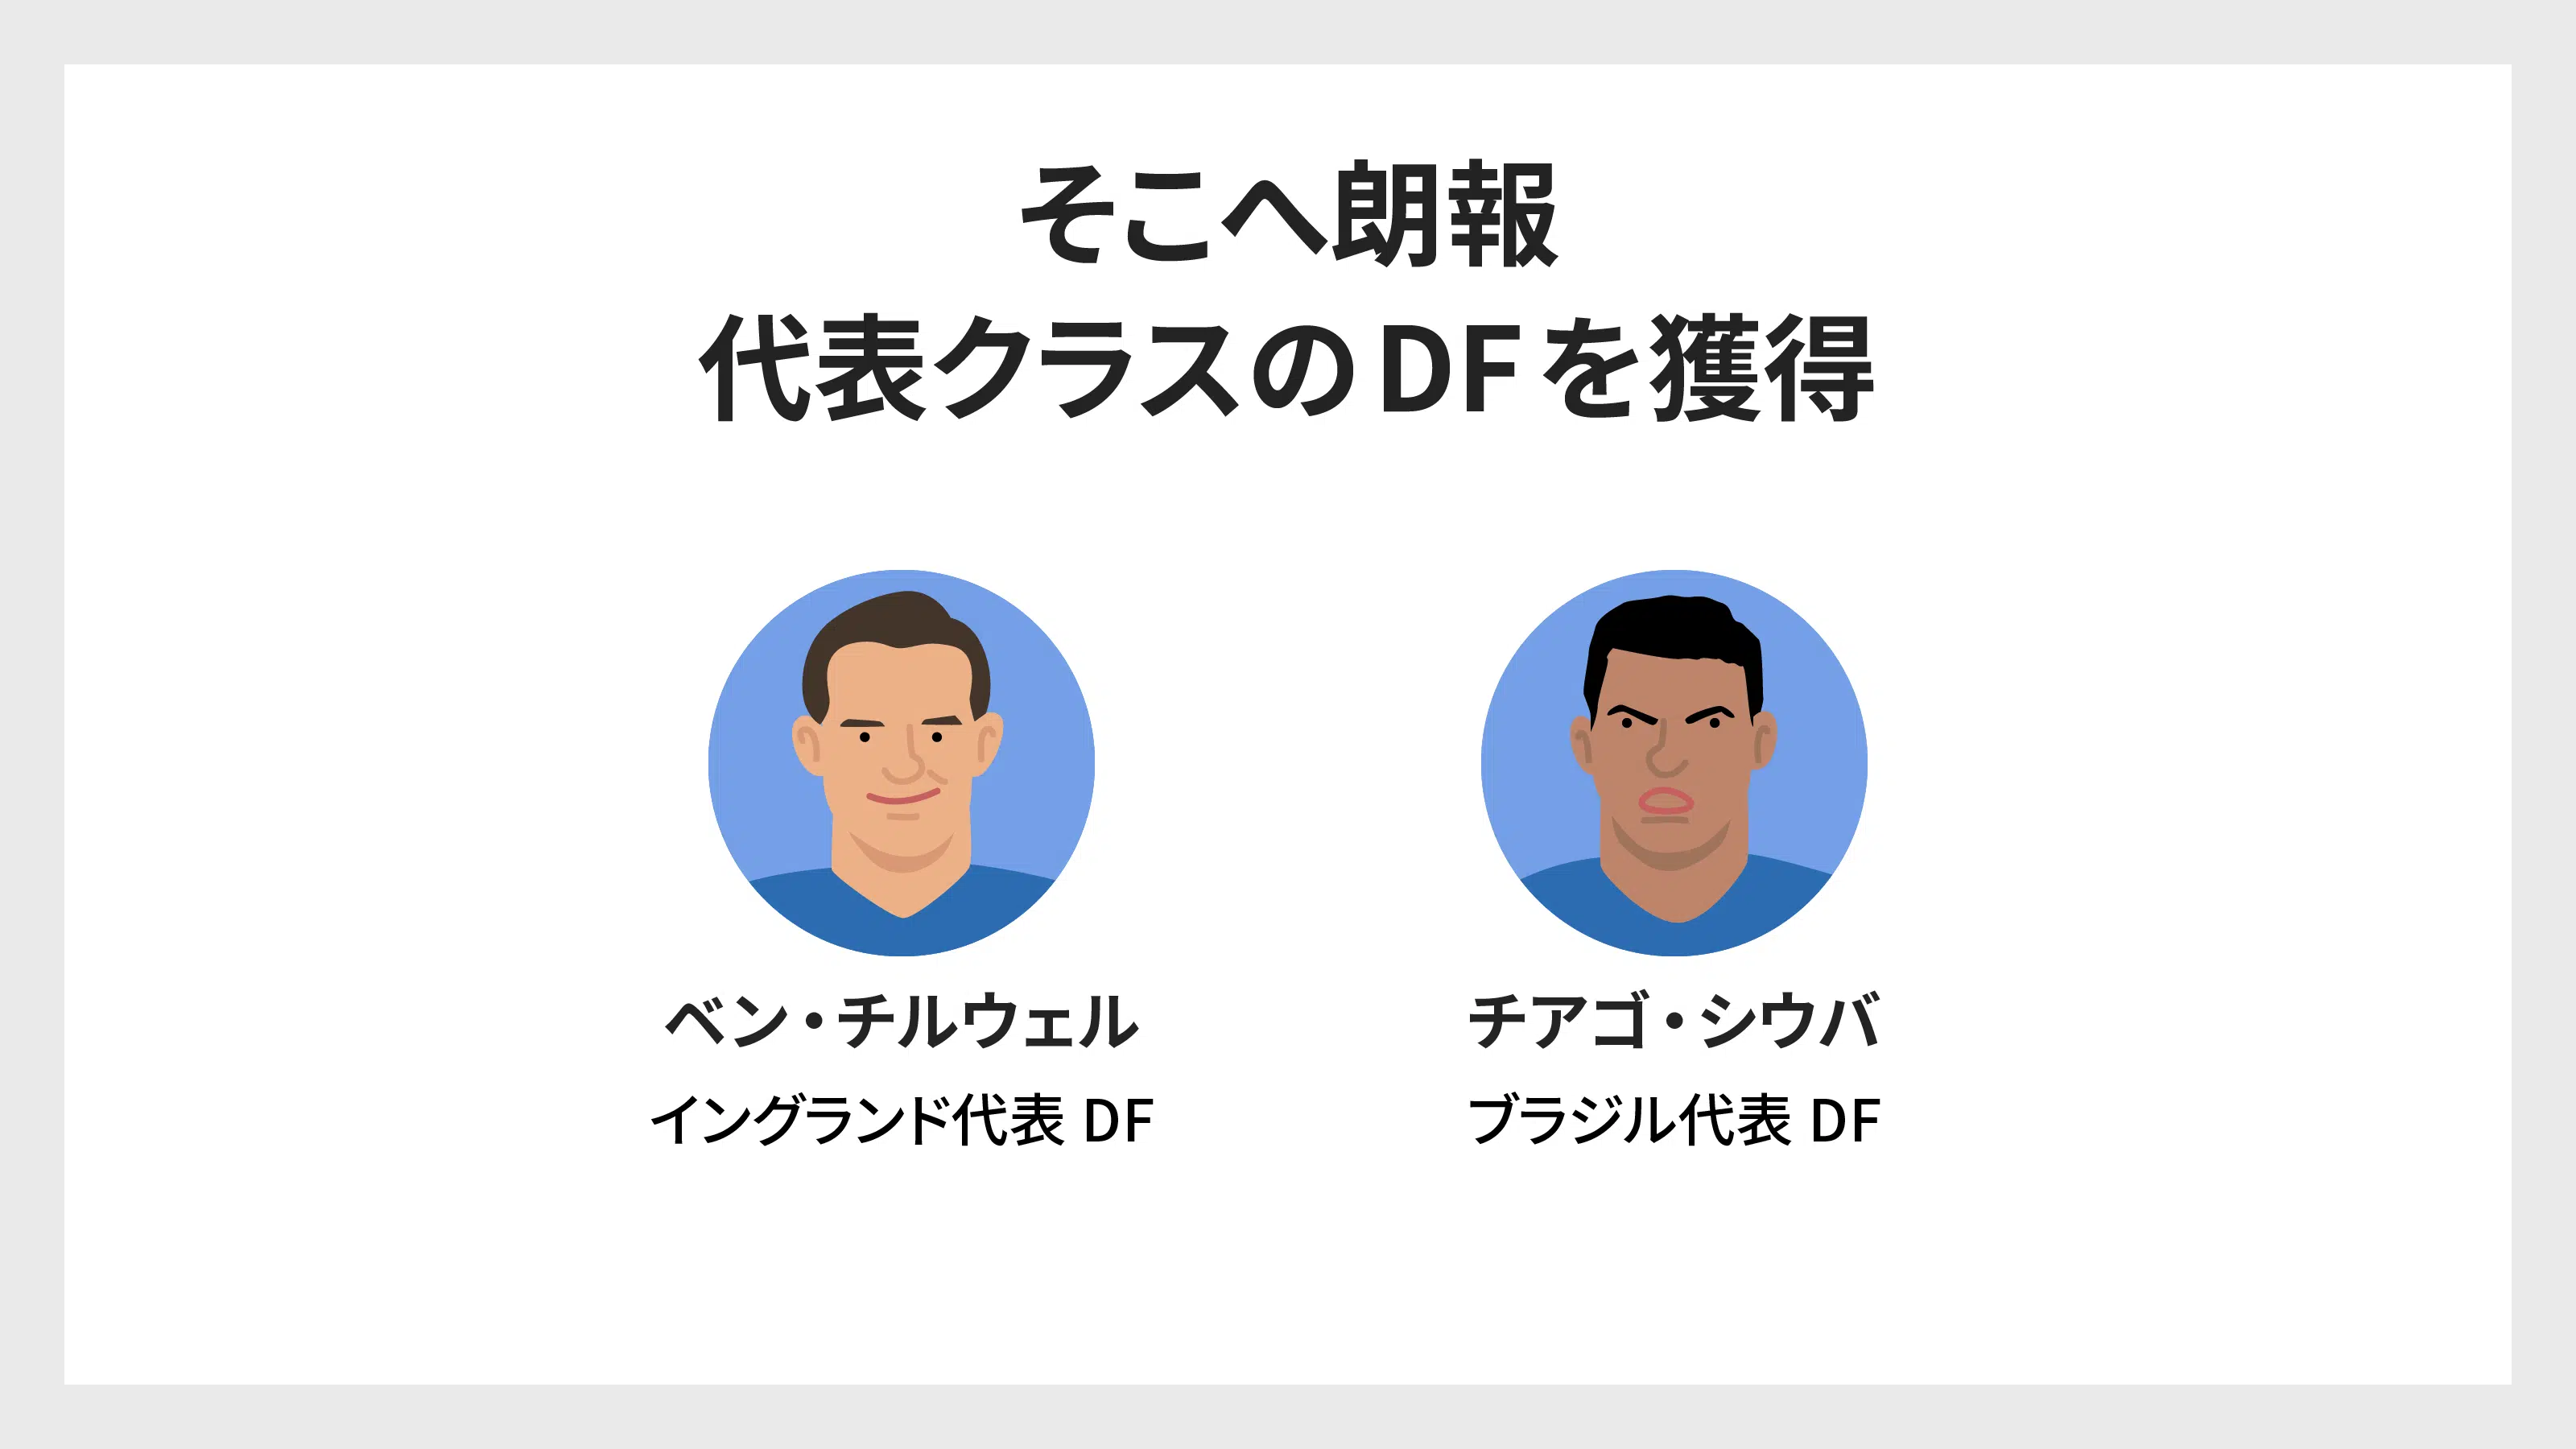 そこへ朗報
代表クラスのDFを獲得
ベン・チルウェル
イングランド代表 DF
チアゴ・シウバ
ブラジル代表 DF